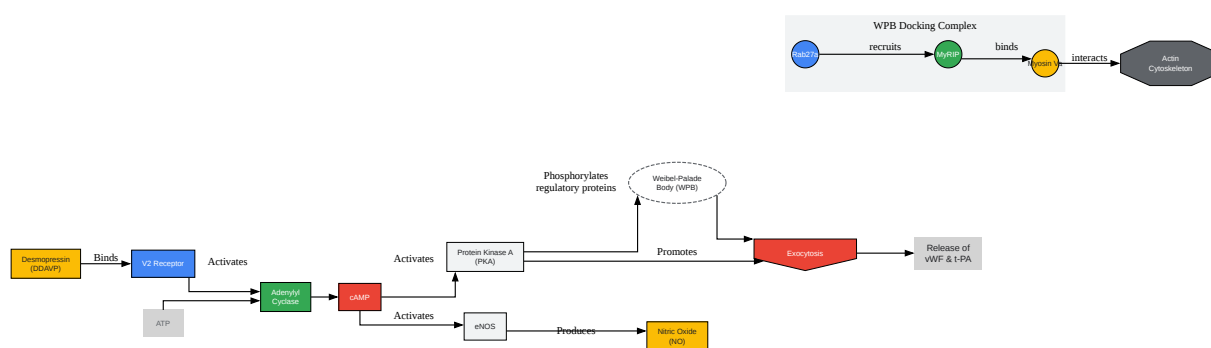 WPB Docking Complex
Rab27a
recruits
MyRIP
binds
Myosin Va
interacts
Actin
Cytoskeleton
Phosphorylates
regulatory proteins
Weibel-Palade
Body (WPB)
Desmopressin
(DDAVP)
Binds
V2 Receptor
Activates
Adenylyl
Cyclase
ATP
cAMP
Activates
Protein Kinase A
(PKA)
Promotes
Exocytosis
Release of
vWF & t-PA
Activates
eNOS
Produces
Nitric Oxide
(NO)